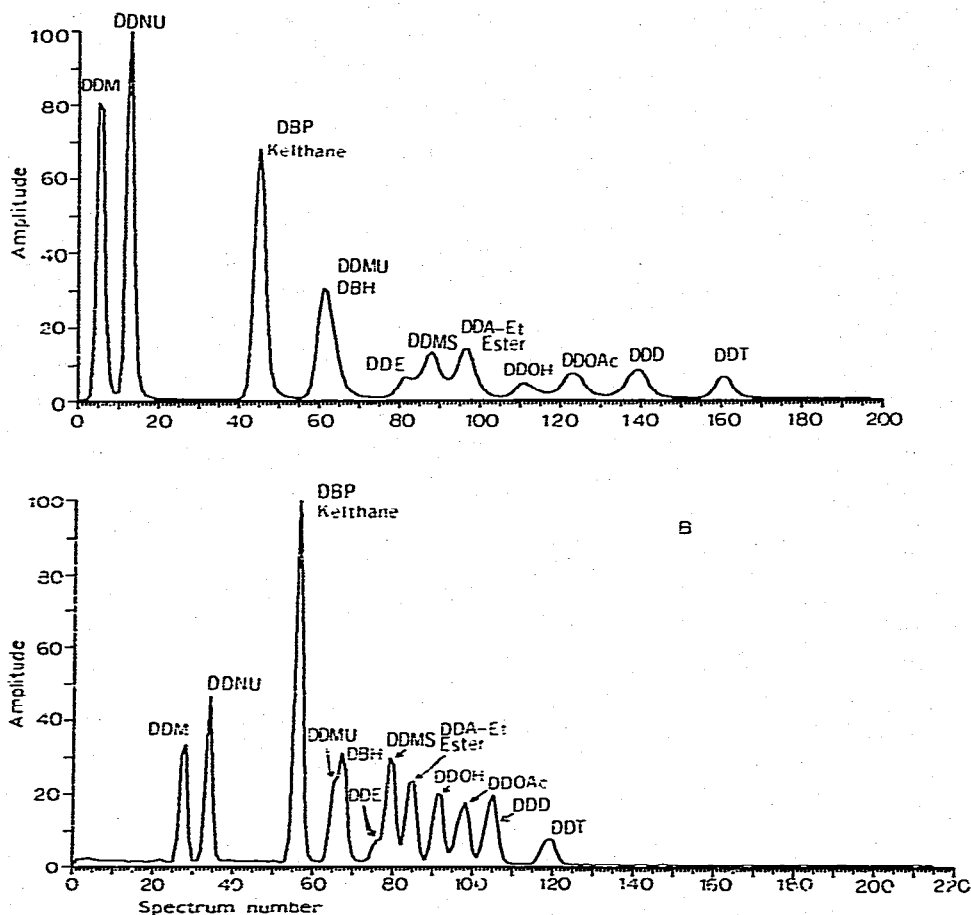 DDNU
100
DDM
80
DBP
Kelthane
60
Amplitude
40
DDMU
DBH
20
DDE
DDMS
DDA-Et
Ester
DDOH
DDOAc
DDD
DDT
0
0 20 40 60 80 100 120 140 160 180 200
100
DBP
Kelthane
B
80
60
Amplitude
40
DDM
DDNU
DDMU
DBH
DDMS
DDA-Et
Ester
DDOH
DDOAc
DDE
DDD
DDT
20
0
0 20 40 60 80 100 120 140 160 180 200 220
Spectrum number